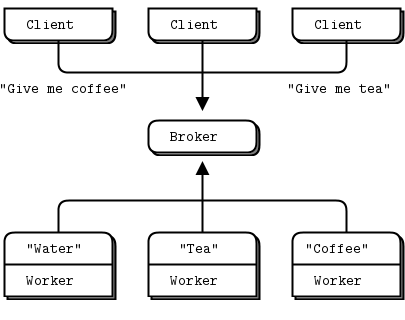 Client Client Client
"Give me coffee" "Give me tea"
Broker
"Water" "Tea" "Coffee"
Worker Worker Worker